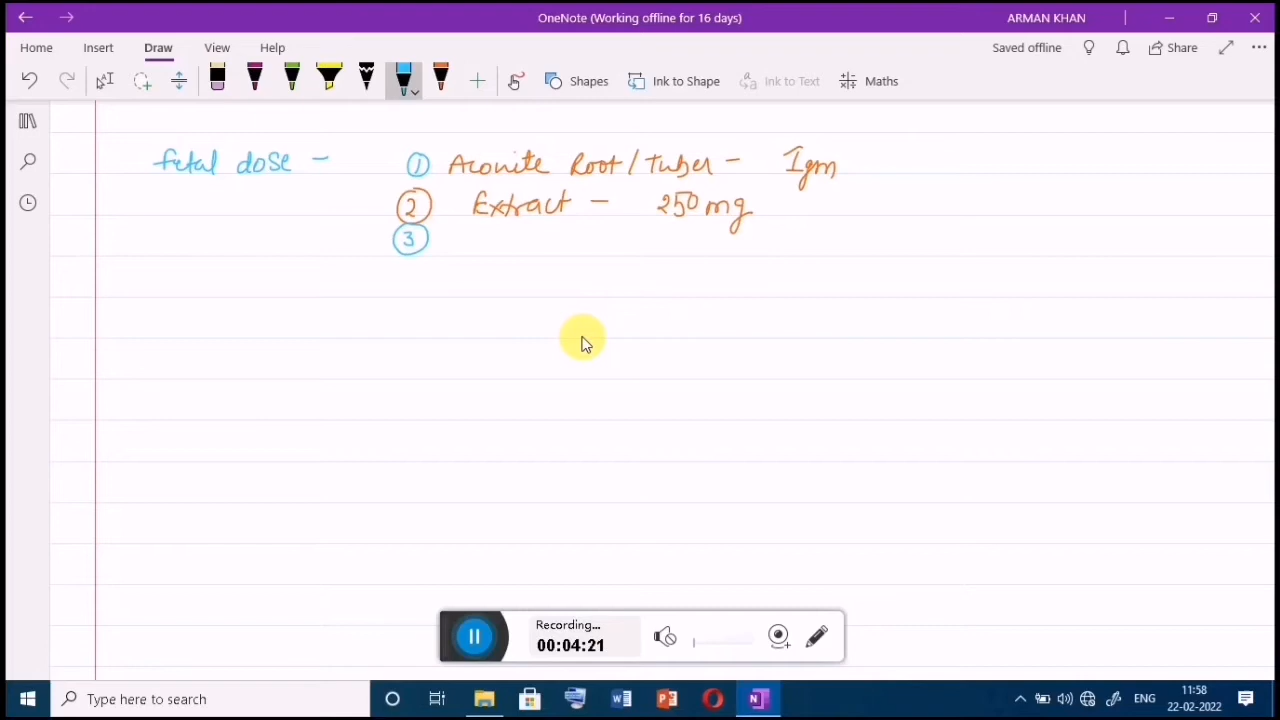 OneNote (Working offline for 16 days)
ARMAN KHAN
Home Insert Draw View Help
Saved offline
Share
Shapes
Ink to Shape
Ink to Text
Maths
fetal dose - ① Aconite Root/Tuber - 1gm
② Extract - 250 mg
③
Recording...
00:04:21
Type here to search
ENG
11:58
22-02-2022